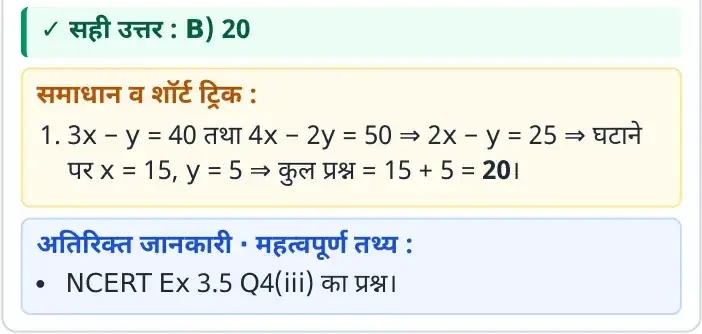 ✓ सही उत्तर : B) 20
समाधान व शॉर्ट ट्रिक :
1. 3x − y = 40 तथा 4x − 2y = 50 ⇒ 2x − y = 25 ⇒ घटाने
पर x = 15, y = 5 ⇒ कुल प्रश्न = 15 + 5 = 20।
अतिरिक्त जानकारी · महत्वपूर्ण तथ्य :
• NCERT Ex 3.5 Q4(iii) का प्रश्न।